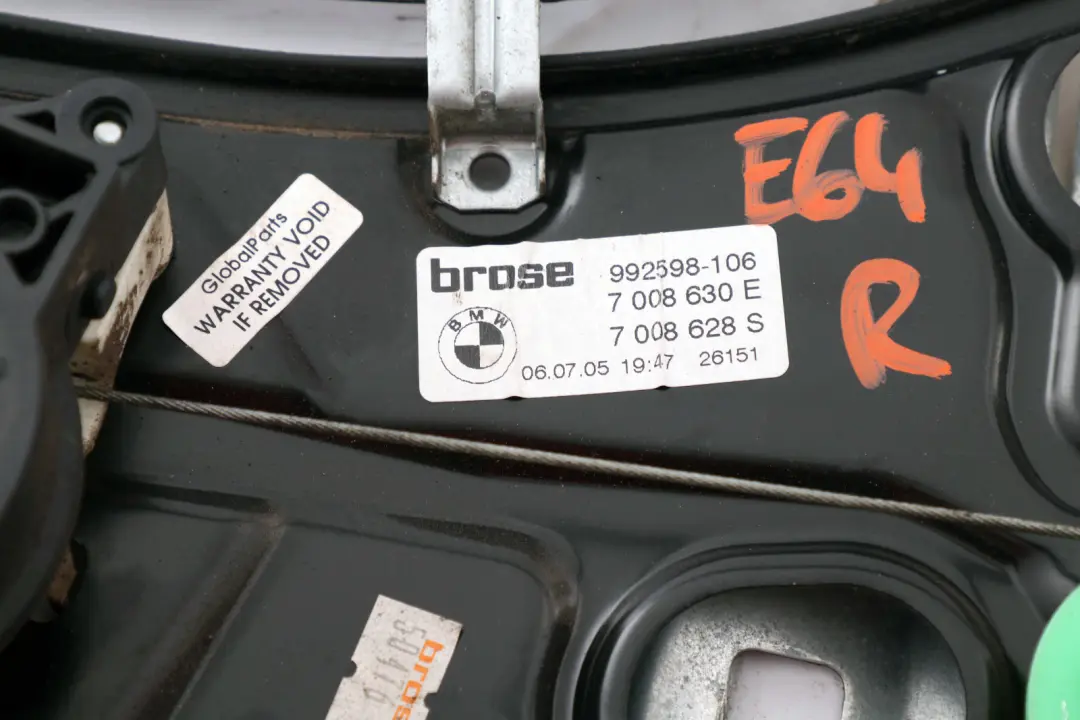 E64
R
GlobalParts
WARRANTY VOID
IF REMOVED
brose 992598-106
7 008 630 E
7 008 628 S
BMW
06.07.05 19:47 26151
bros